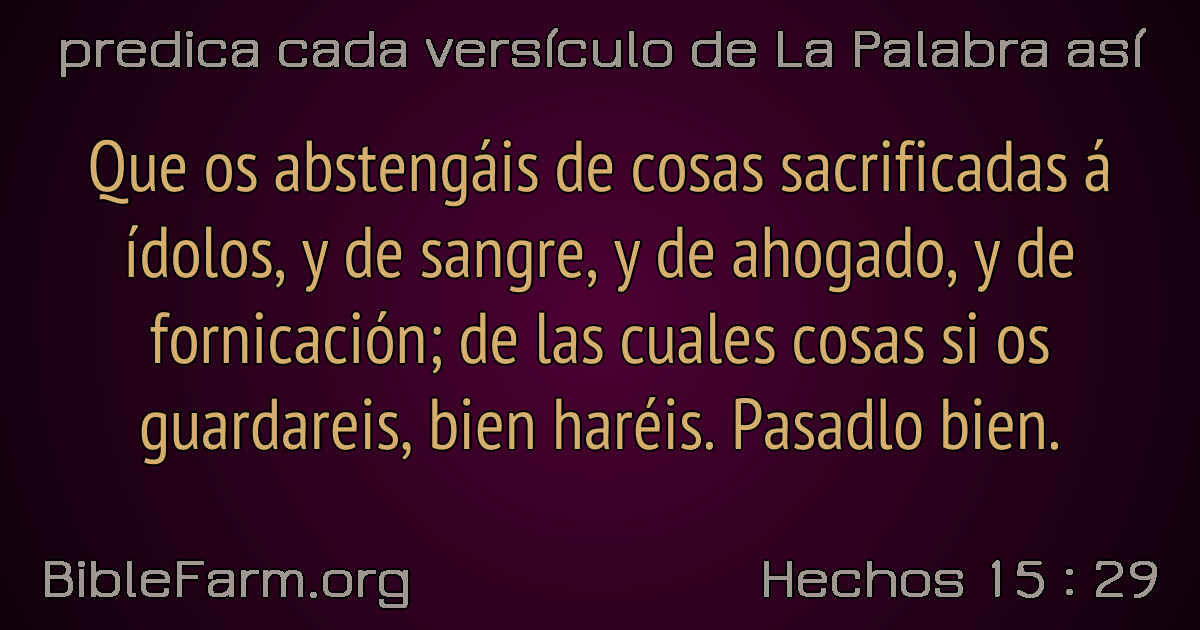 predica cada versículo de La Palabra así
Que os abstengáis de cosas sacrificadas á
ídolos, y de sangre, y de ahogado, y de
fornicación; de las cuales cosas si os
guardareis, bien haréis. Pasadlo bien.
BibleFarm.org
Hechos 15 : 29